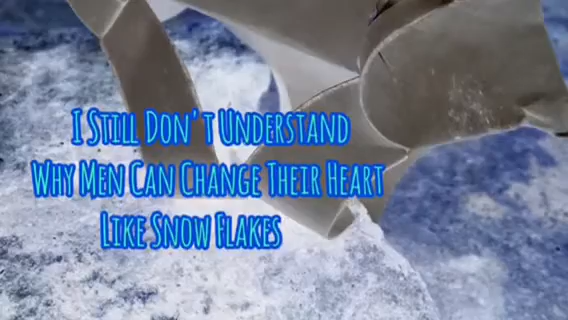 I Still Don't Understand
Why Men Can Change Their Heart
Like Snow Flakes